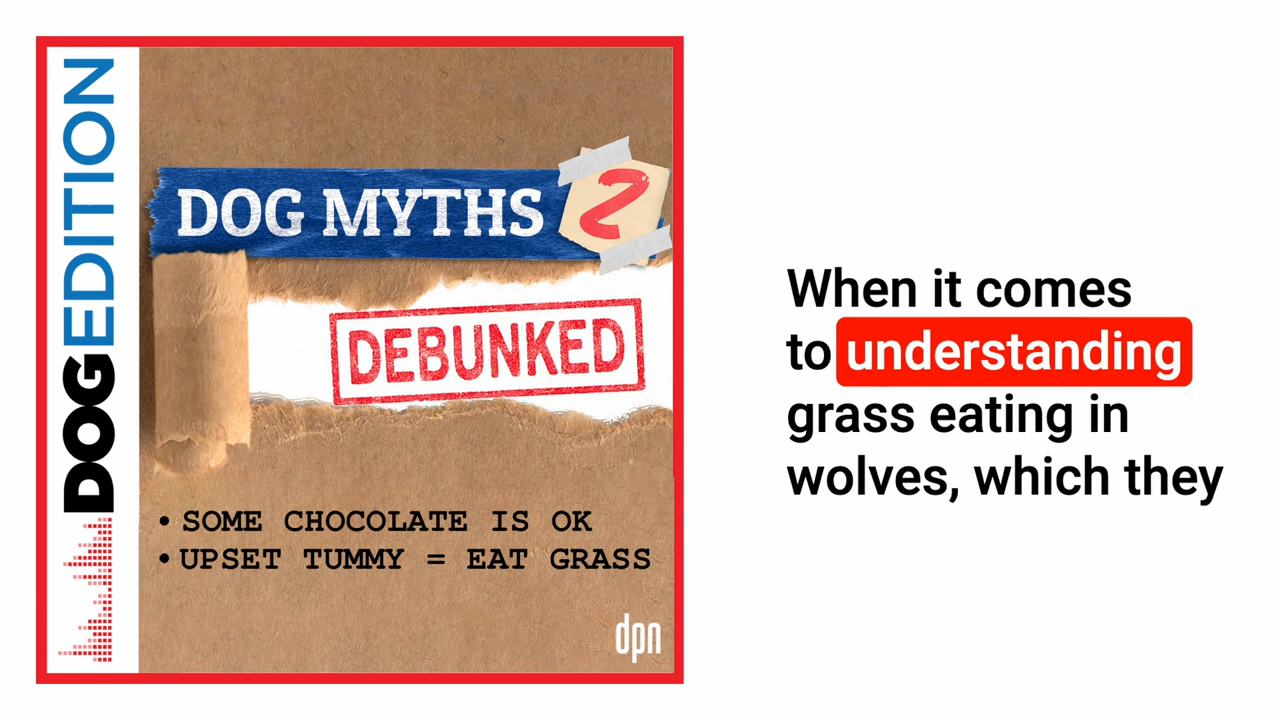 DOGEDITION
DOG MYTHS 2
DEBUNKED
• SOME CHOCOLATE IS OK
• UPSET TUMMY = EAT GRASS
dpn
When it comes
to understanding
grass eating in
wolves, which they